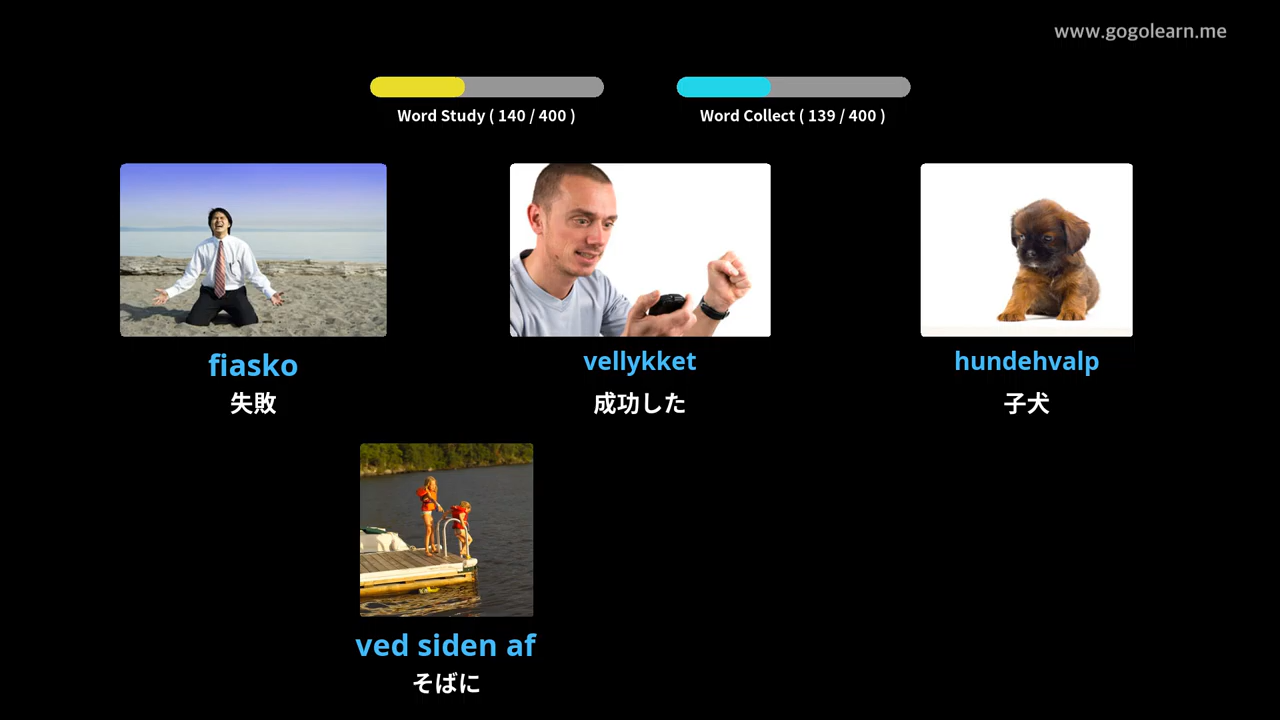 www.gogolearn.me
Word Study ( 140 / 400 )
Word Collect ( 139 / 400 )
fiasko
失敗
vellykket
成功した
hundehvalp
子犬
ved siden af
そばに